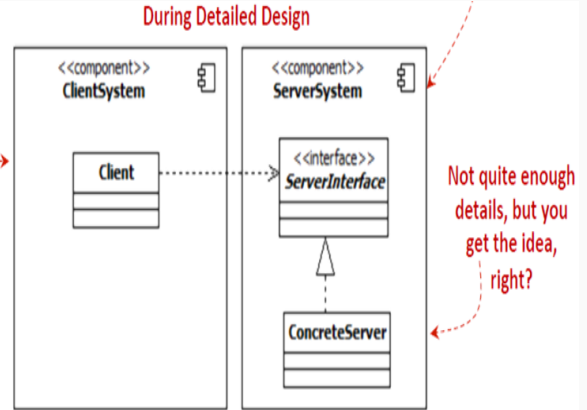 During Detailed Design
<<component>>
ClientSystem
<<component>>
ServerSystem
Client
<<interface>>
ServerInterface
Not quite enough
details, but you
get the idea,
right?
ConcreteServer